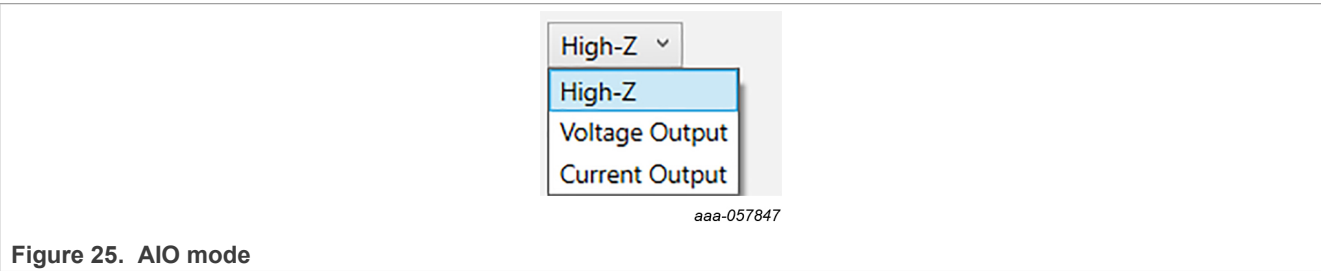 High-Z
High-Z
Voltage Output
Current Output
aaa-057847
Figure 25. AIO mode